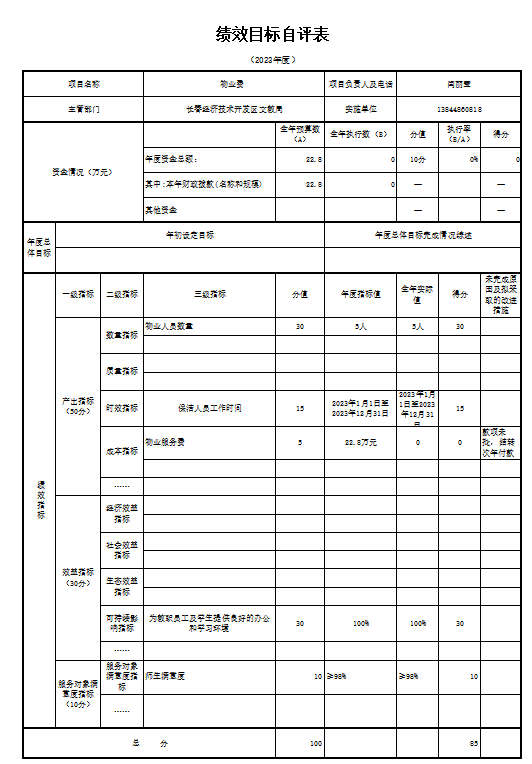 绩效目标自评表
（2023年度）
项目名称 物业费 项目负责人及电话 闫丽莹
主管部门 长春经济技术开发区文教局 实施单位 13844860818
资金情况（万元） 全年预算数（A） 全年执行数（B） 分值 执行率（B/A） 得分
年度资金总额： 22.8 0 10分 0% 0
其中:本年财政拨款(名称和规模) 22.8 0 — —
其他资金 — —
年度总体目标 年初设定目标 年度总体目标完成情况综述
绩效指标 一级指标 二级指标 三级指标 分值 年度指标值 全年实际值 得分 未完成原因及拟采取的改进措施
产出指标（50分） 数量指标 物业人员数量 30 5人 5人 30
质量指标
时效指标 保洁人员工作时间 15 2023年1月1日至2023年12月31日 2023年1月1日至2023年12月31日 15
成本指标 物业服务费 5 22.8万元 0 0 款项未批，结转次年付款
......
效益指标（30分） 经济效益指标
社会效益指标
生态效益指标
可持续影响指标 为教职员工及学生提供良好的办公和学习环境 30 100% 100% 30
......
服务对象满意度指标（10分） 服务对象满意度指标 师生满意度 10 ≥98% ≥98% 10
......
总 分 100 85